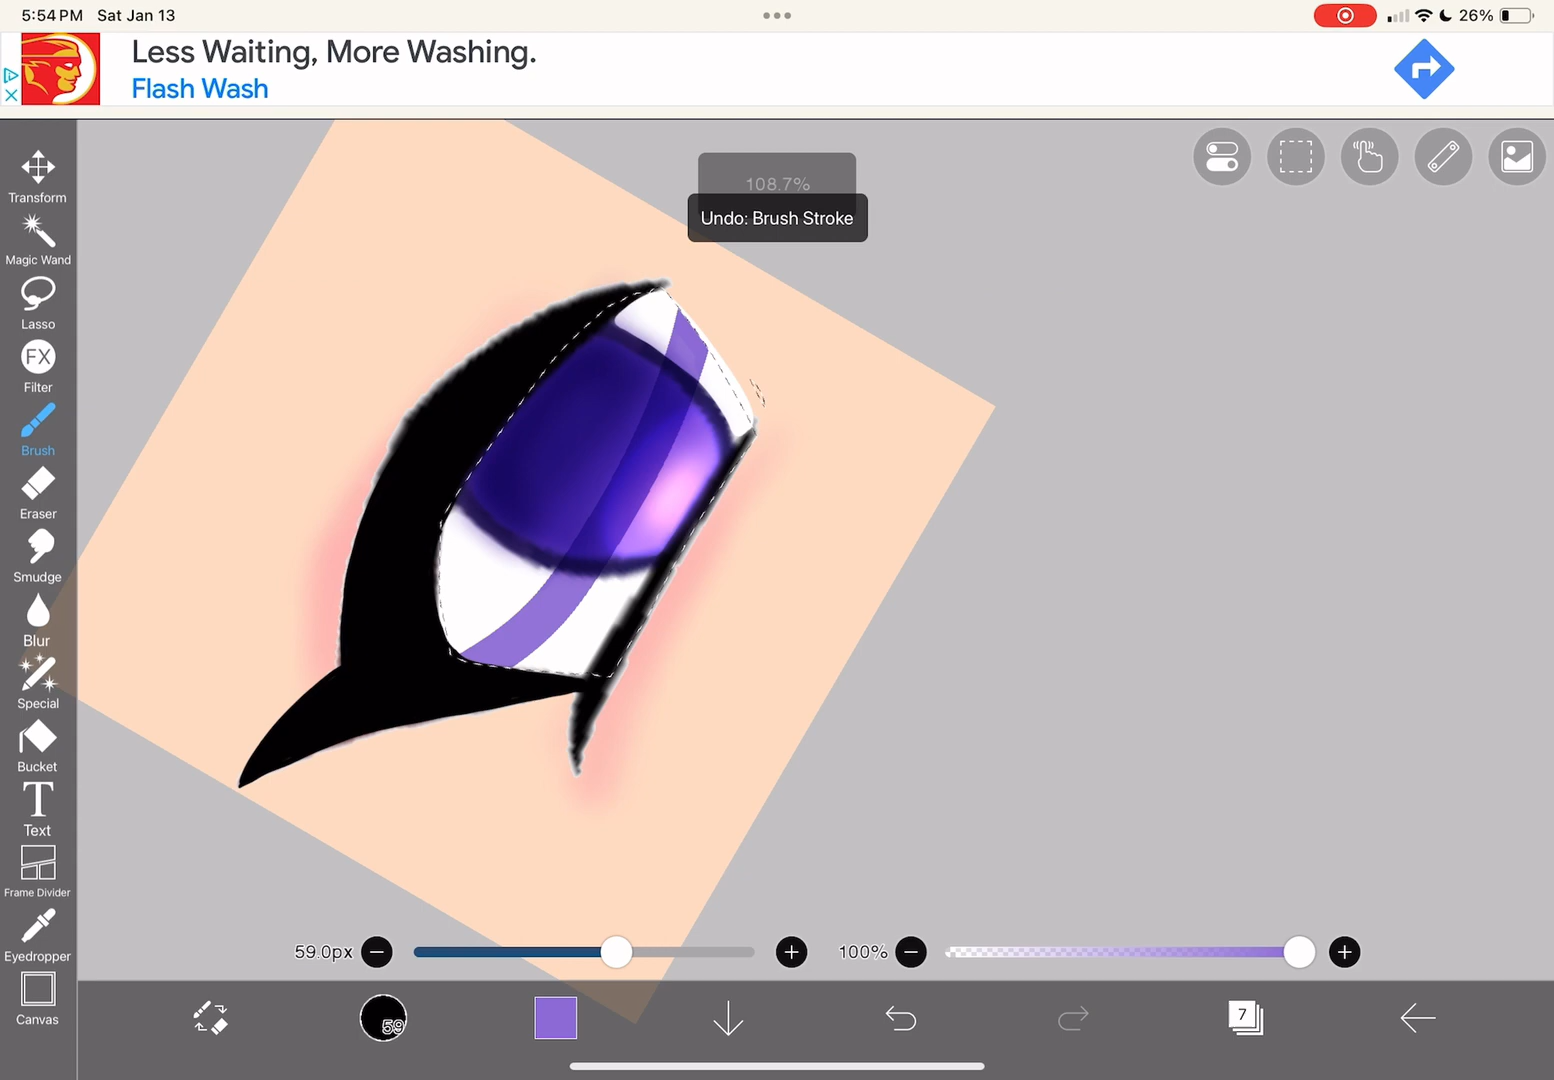 5:54 PM Sat Jan 13
26%
Less Waiting, More Washing.
Flash Wash
108.7%
Undo: Brush Stroke
Transform
Magic Wand
Lasso
FX
Filter
Brush
Eraser
Smudge
Blur
Special
Bucket
T
Text
Frame Divider
Eyedropper
Canvas
59.0px
100%
59
7